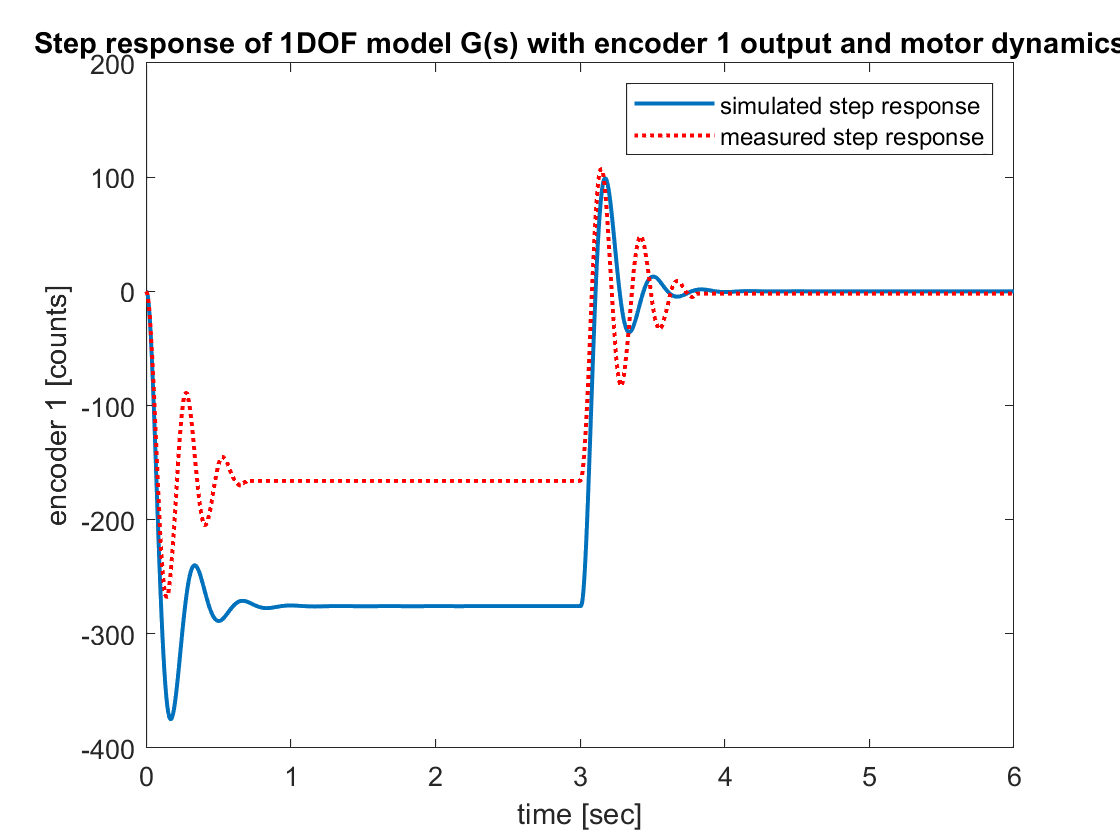 Step response of 1DOF model G(s) with encoder 1 output and motor dynamics
200
100
0
-100
-200
-300
-400
encoder 1 [counts]
simulated step response
measured step response
0 1 2 3 4 5 6
time [sec]